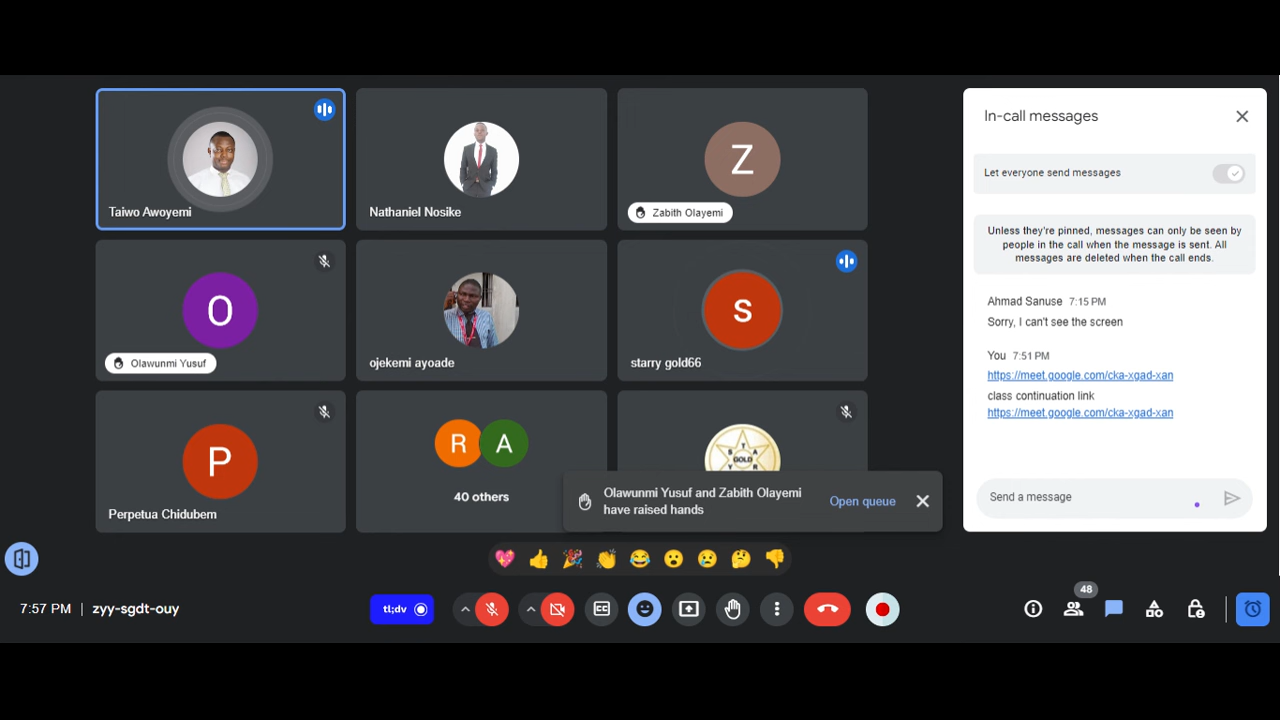 Taiwo Awoyemi
Nathaniel Nosike
Z
Zabith Olayemi
O
Olawunmi Yusuf
ojekemi ayoade
s
starry gold66
P
Perpetua Chidubem
R A
40 others
STAR
GOLD
Olawunmi Yusuf and Zabith Olayemi
have raised hands
Open queue
In-call messages
Let everyone send messages
Unless they're pinned, messages can only be seen by
people in the call when the message is sent. All
messages are deleted when the call ends.
Ahmad Sanuse 7:15 PM
Sorry, I can't see the screen
You 7:51 PM
https://meet.google.com/cka-xgad-xan
class continuation link
https://meet.google.com/cka-xgad-xan
Send a message
7:57 PM | zyy-sgdt-ouy
tl;dv
CC
48